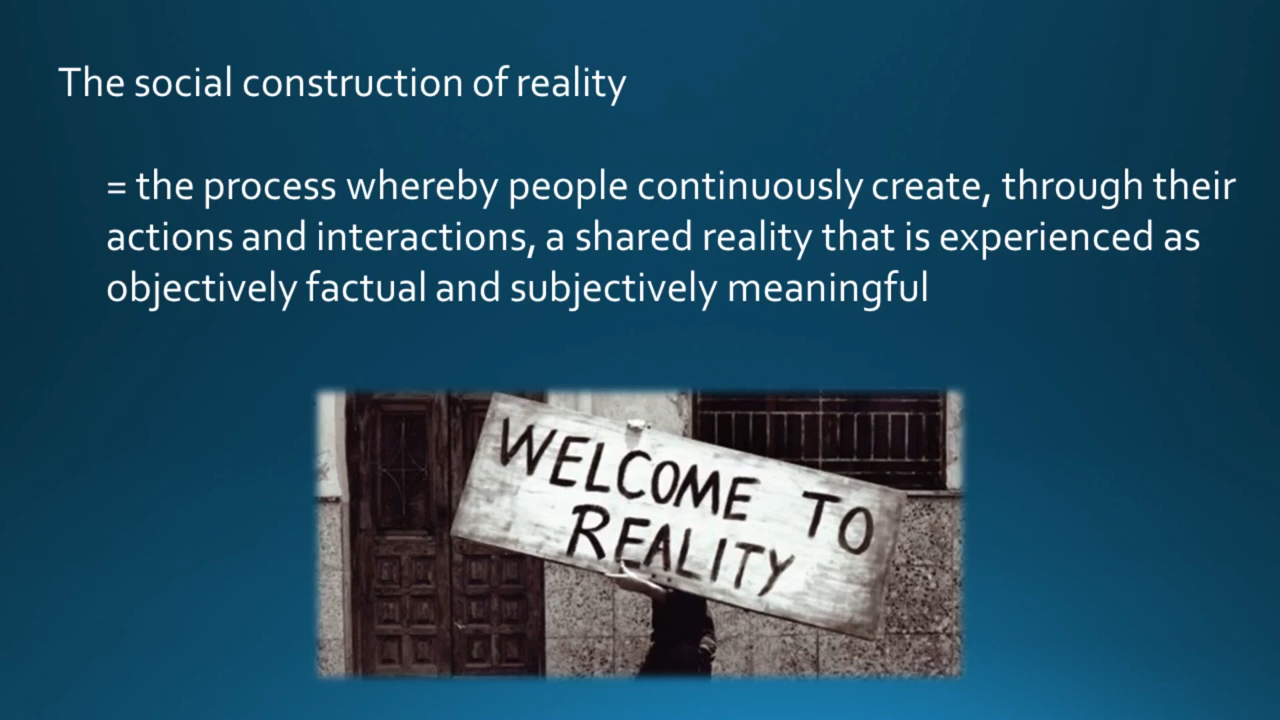 The social construction of reality
= the process whereby people continuously create, through their
actions and interactions, a shared reality that is experienced as
objectively factual and subjectively meaningful
WELCOME TO
REALITY